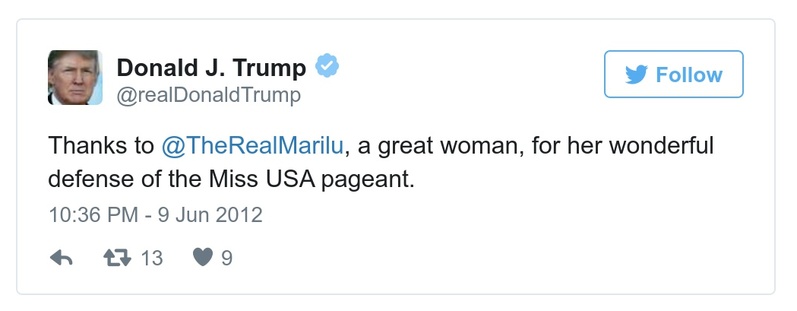 Donald J. Trump
@realDonaldTrump
Follow
Thanks to @TheRealMarilu, a great woman, for her wonderful
defense of the Miss USA pageant.
10:36 PM - 9 Jun 2012
13 9